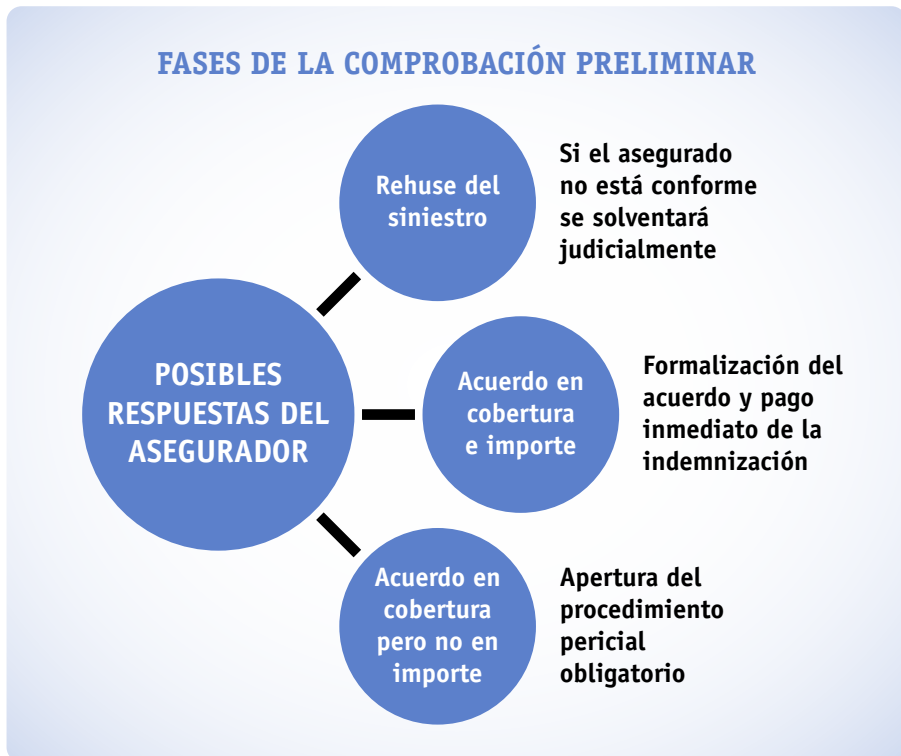 FASES DE LA COMPROBACIÓN PRELIMINAR
Rehuse del
siniestro
Si el asegurado
no está conforme
se solventará
judicialmente
POSIBLES
RESPUESTAS DEL
ASEGURADOR
Acuerdo en
cobertura
e importe
Formalización del
acuerdo y pago
inmediato de la
indemnización
Acuerdo en
cobertura
pero no en
importe
Apertura del
procedimiento
pericial
obligatorio